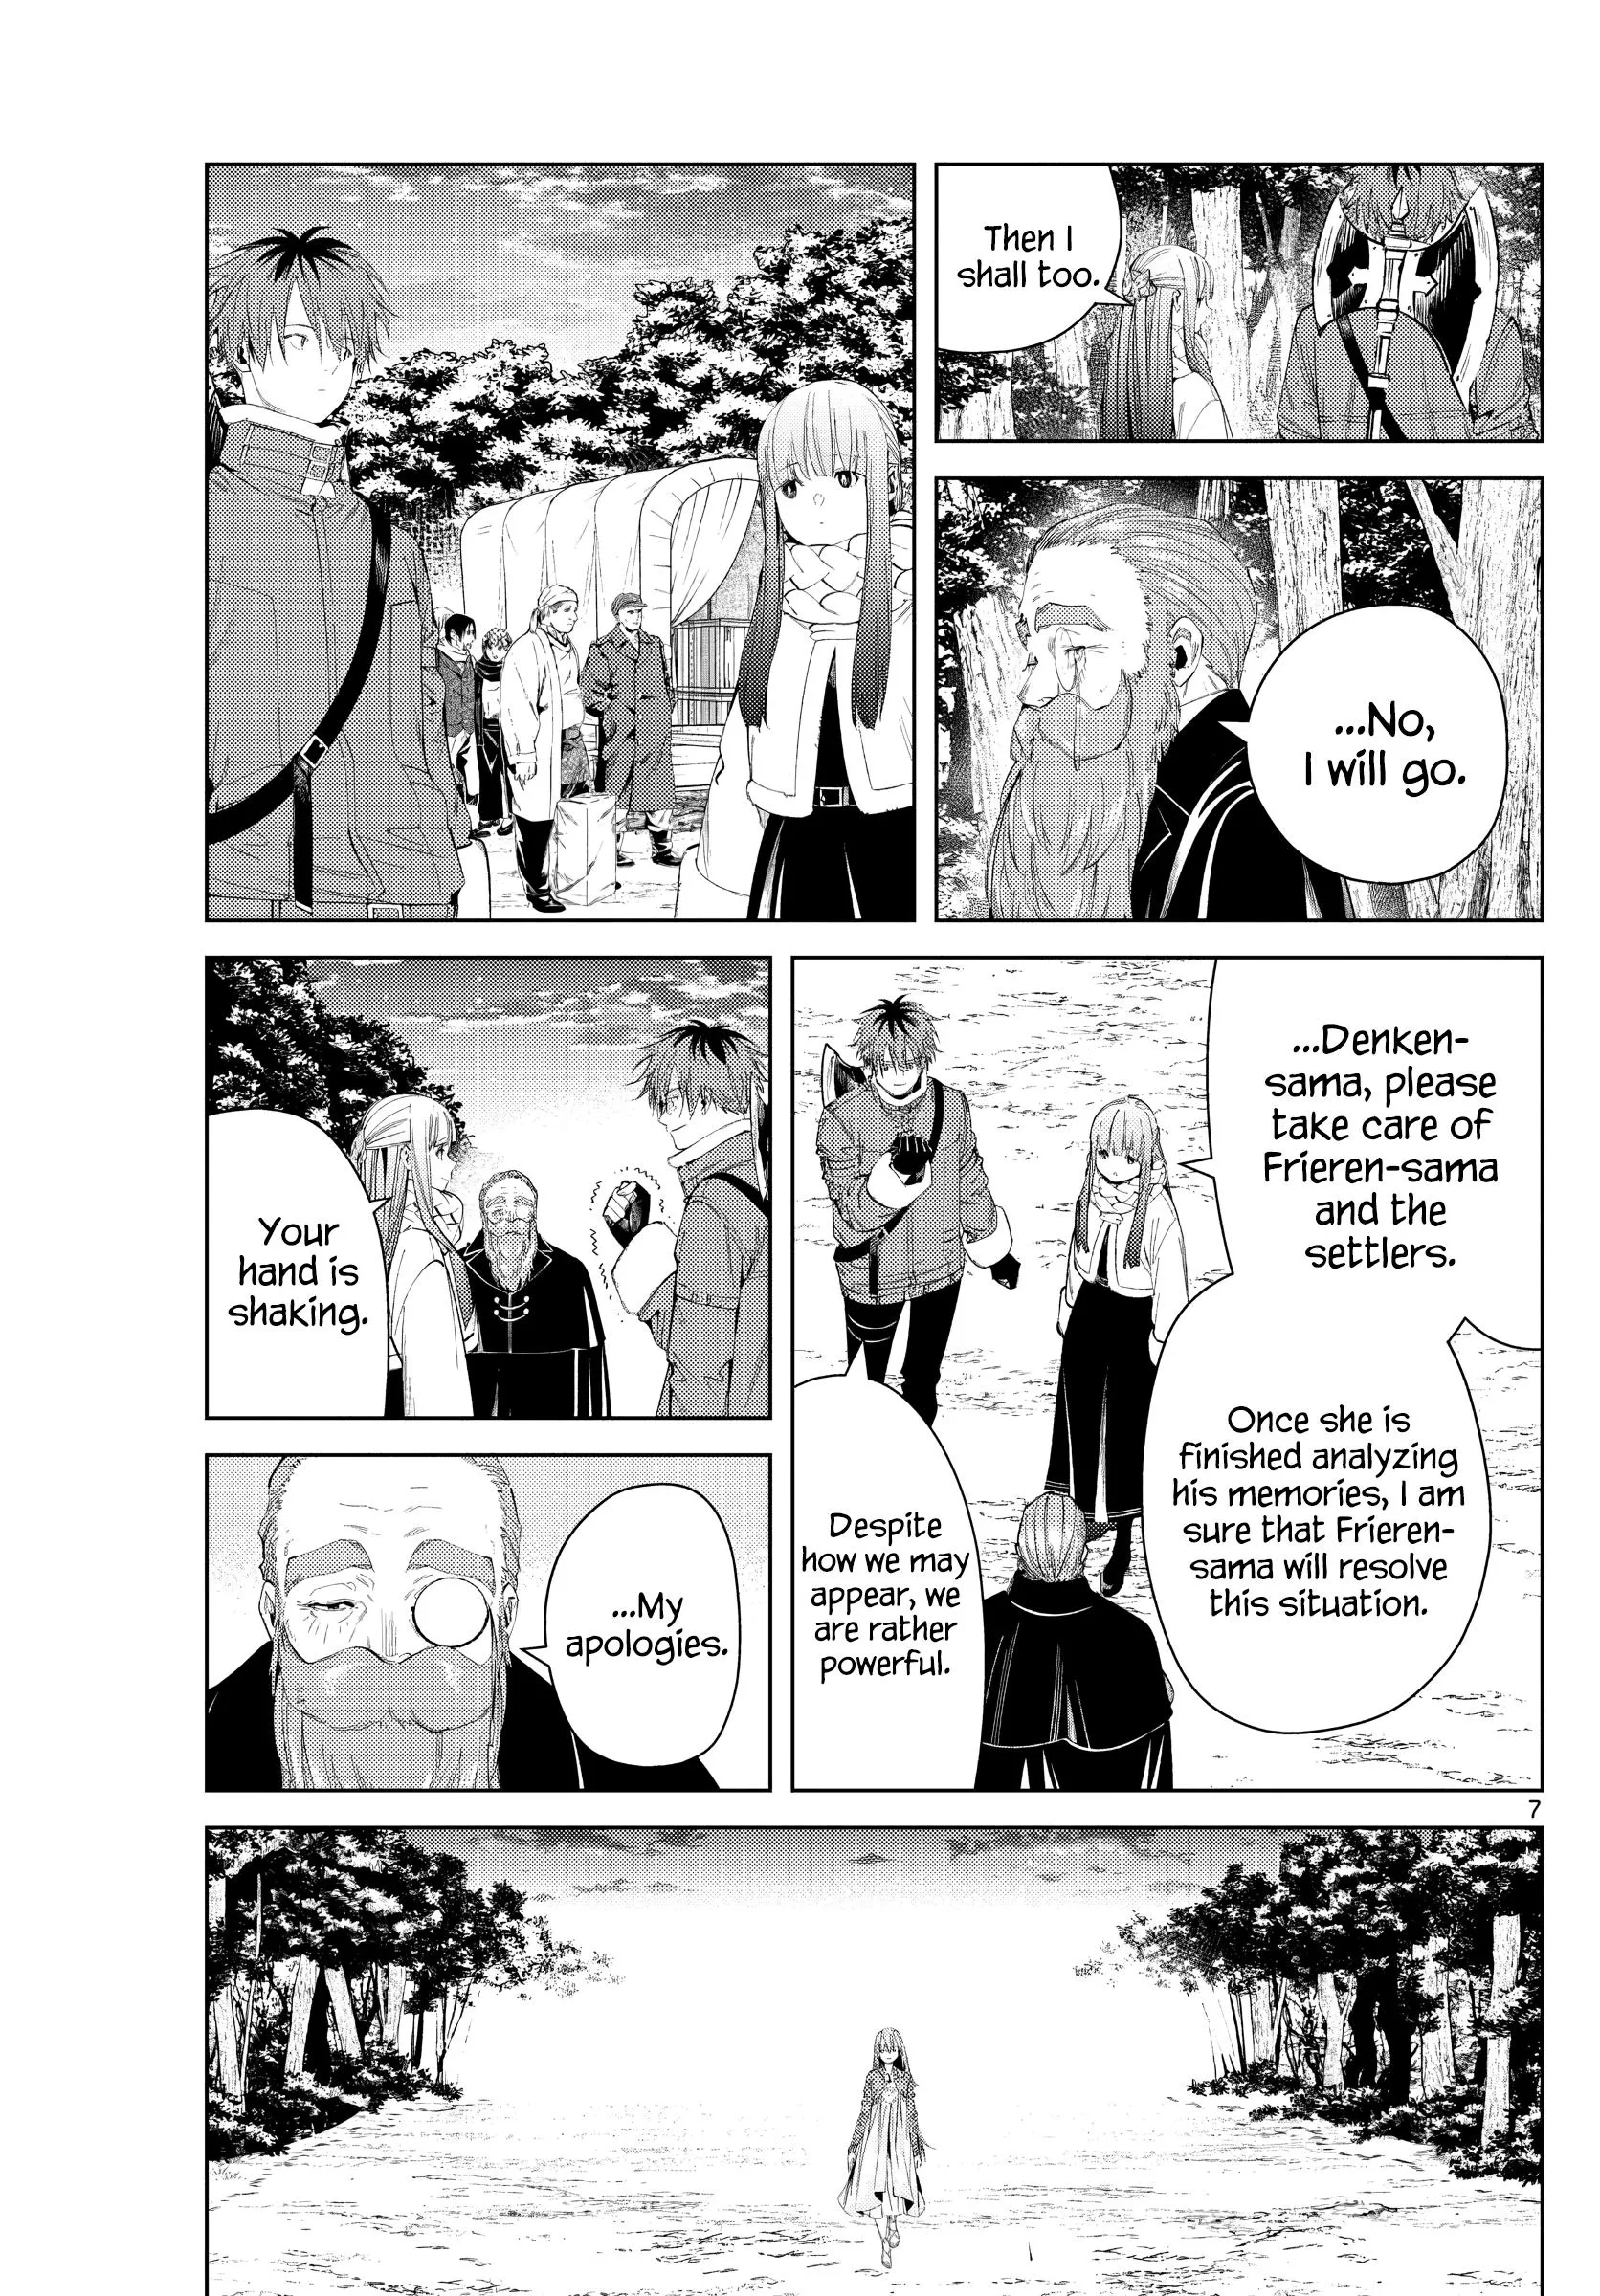 Then I
shall too.
...No,
I will go.
...Denken-
sama, please
take care of
Frieren-sama
and the
settlers.
Once she is
finished analyzing
his memories, I am
sure that Frieren-
sama will resolve
this situation.
Despite
how we may
appear, we
are rather
powerful.
Your
hand is
shaking.
...My
apologies.
7